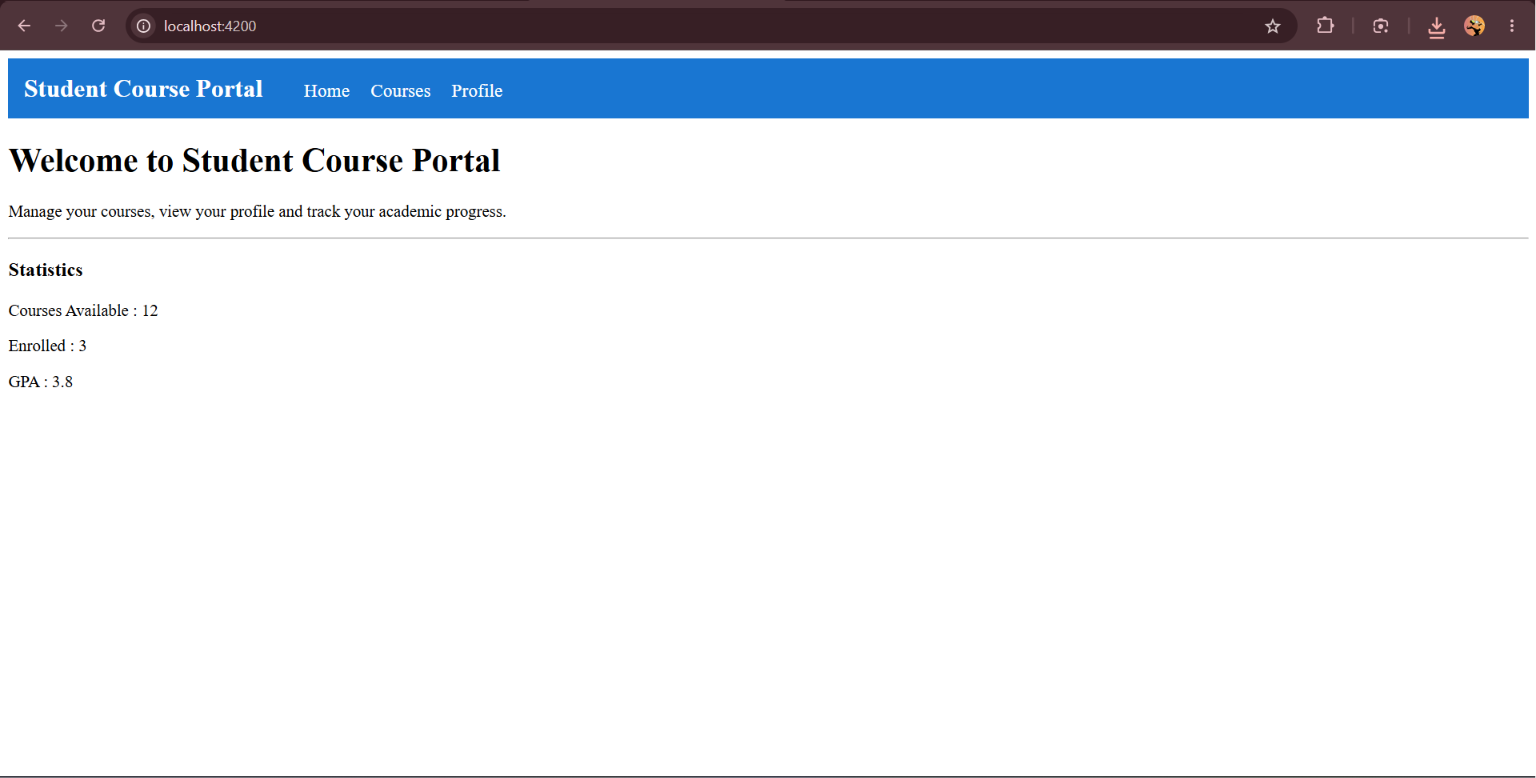 localhost:4200
Student Course Portal Home Courses Profile
Welcome to Student Course Portal
Manage your courses, view your profile and track your academic progress.
Statistics
Courses Available : 12
Enrolled : 3
GPA : 3.8